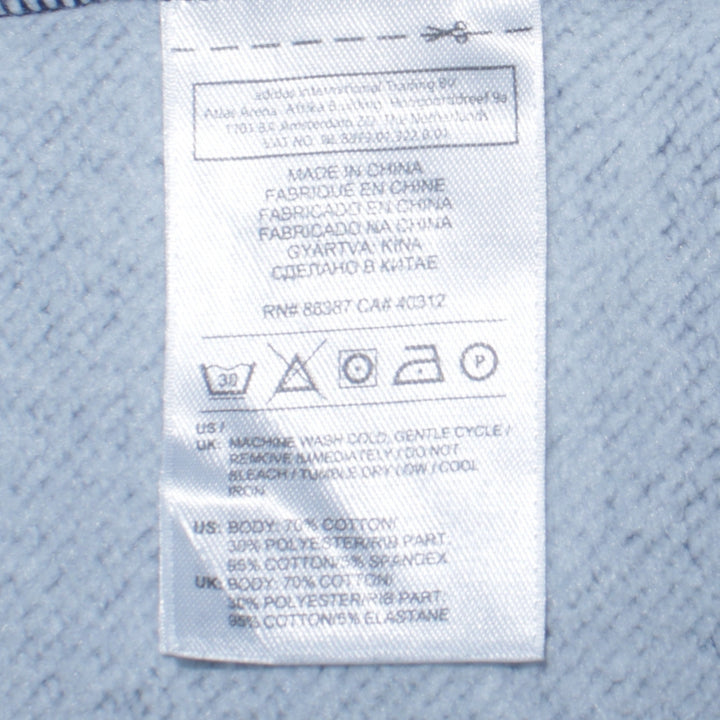 adidas International Trading BV
Atlas Arena Afrika Building Hoogoorddreef 9a
1101 BA Amsterdam ZO The Netherlands
VAT NO.
MADE IN CHINA
FABRIQUÉ EN CHINE
FABRICADO EN CHINA
FABRICADO NA CHINA
GYÁRTVA: KÍNA
СДЕЛАНО В КИТАЕ
RN# 88387 CA# 40312
30 P
US /
UK: MACHINE WASH COLD, GENTLE CYCLE /
REMOVE IMMEDIATELY / DO NOT
BLEACH / TUMBLE DRY LOW / COOL
IRON
US: BODY: 70% COTTON/
30% POLYESTER/RIB PART:
95% COTTON/5% SPANDEX
UK: BODY: 70% COTTON/
30% POLYESTER/RIB PART:
95% COTTON/5% ELASTANE